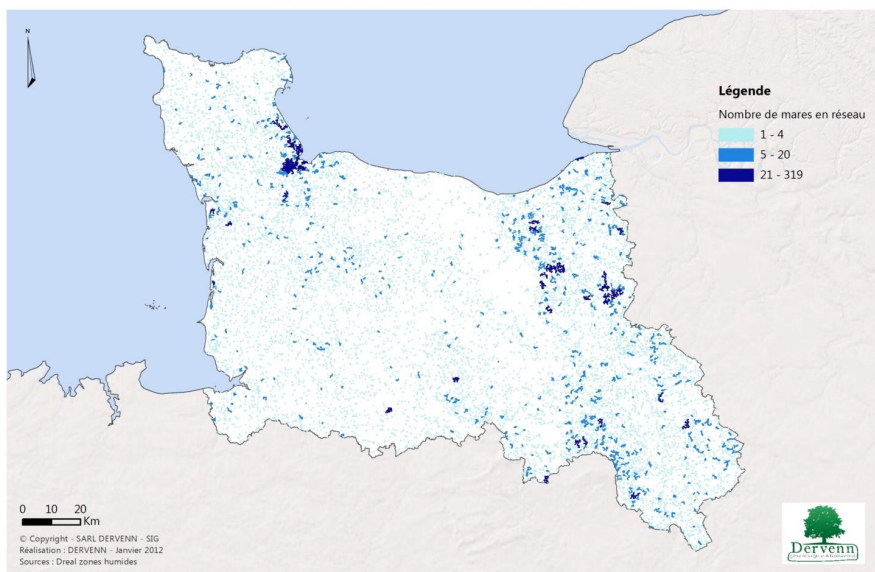 N
Légende
Nombre de mares en réseau
1 - 4
5 - 20
21 - 319
0 10 20
Km
© Copyright - SARL DERVENN - SIG
Réalisation : DERVENN - Janvier 2012
Sources : Dreal zones humides
Dervenn